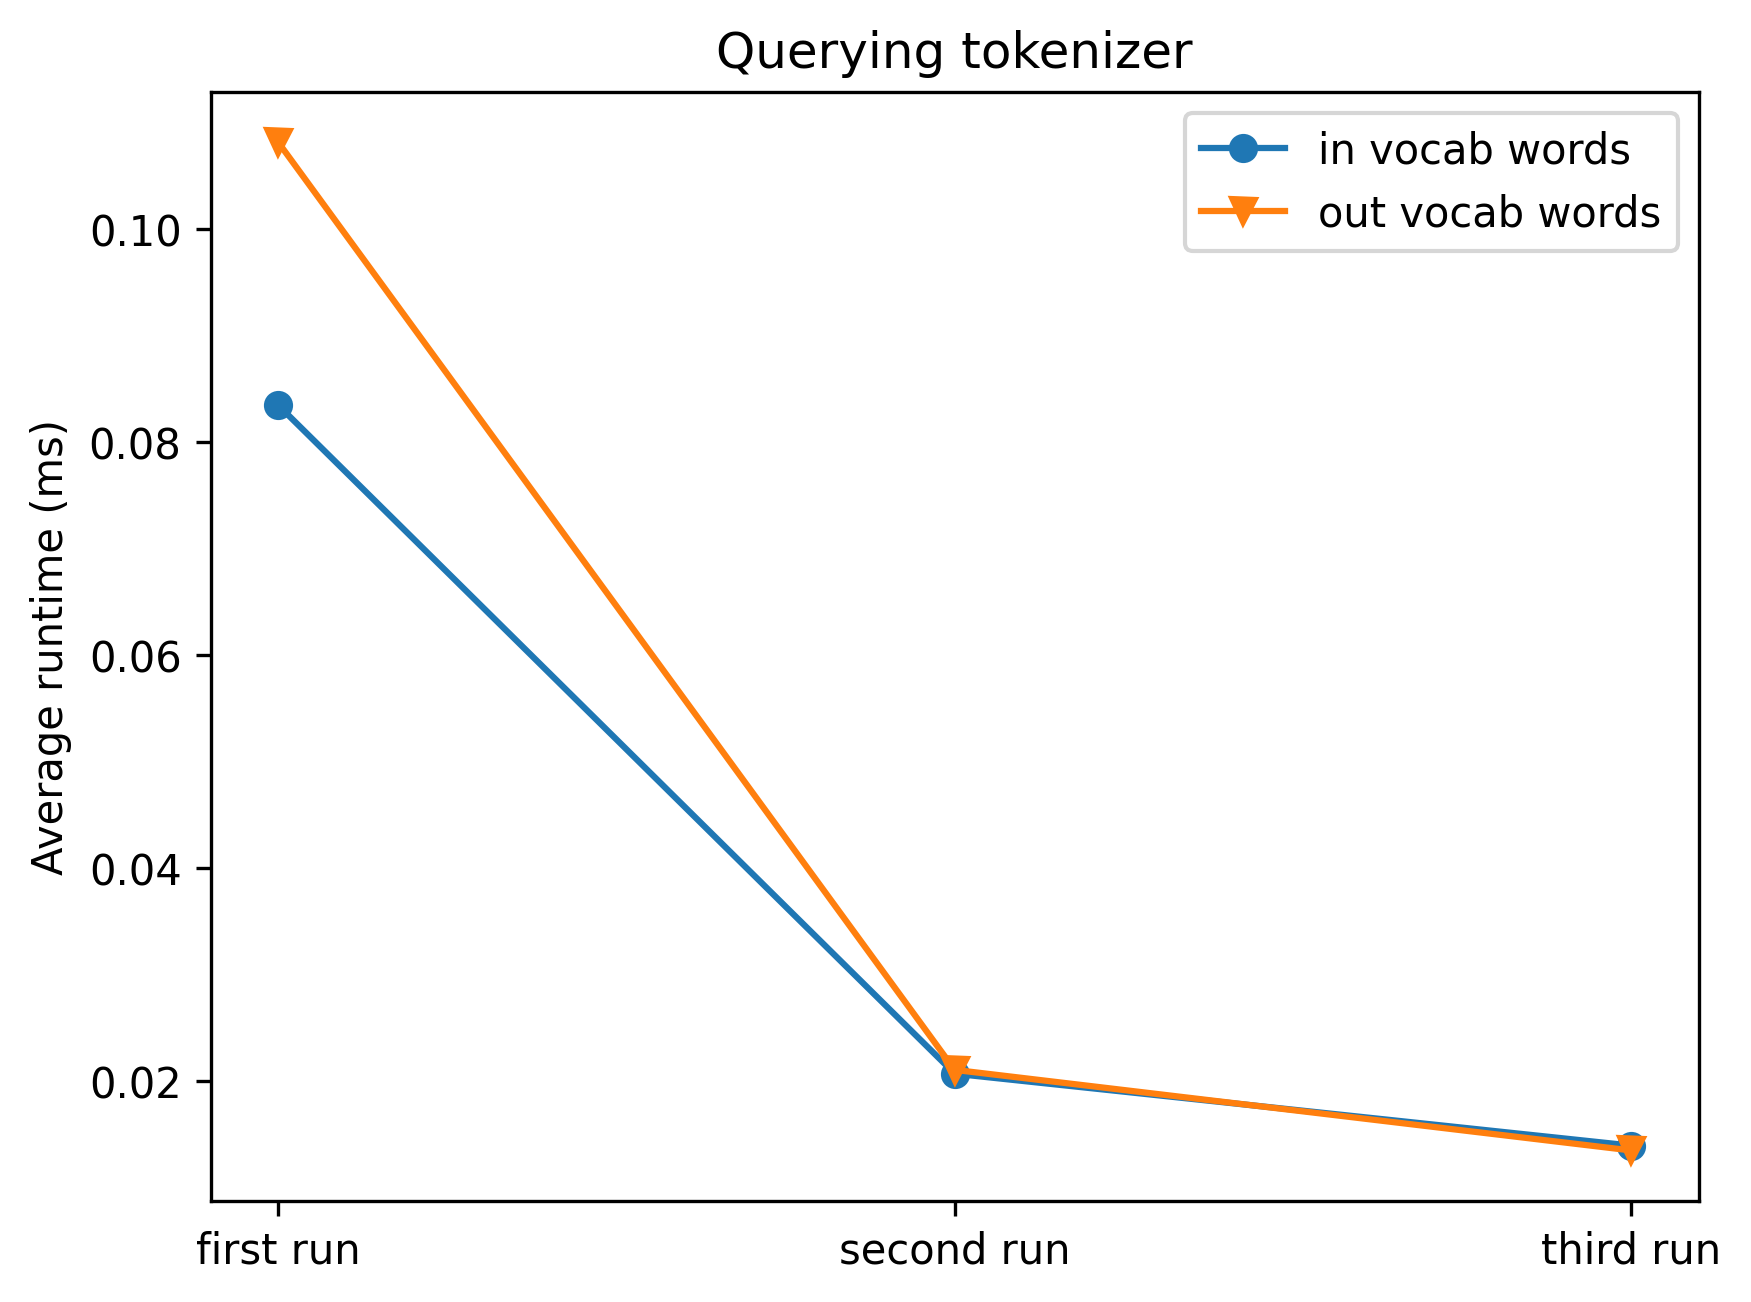 Querying tokenizer
in vocab words
out vocab words
Average runtime (ms)
0.10
0.08
0.06
0.04
0.02
first run
second run
third run